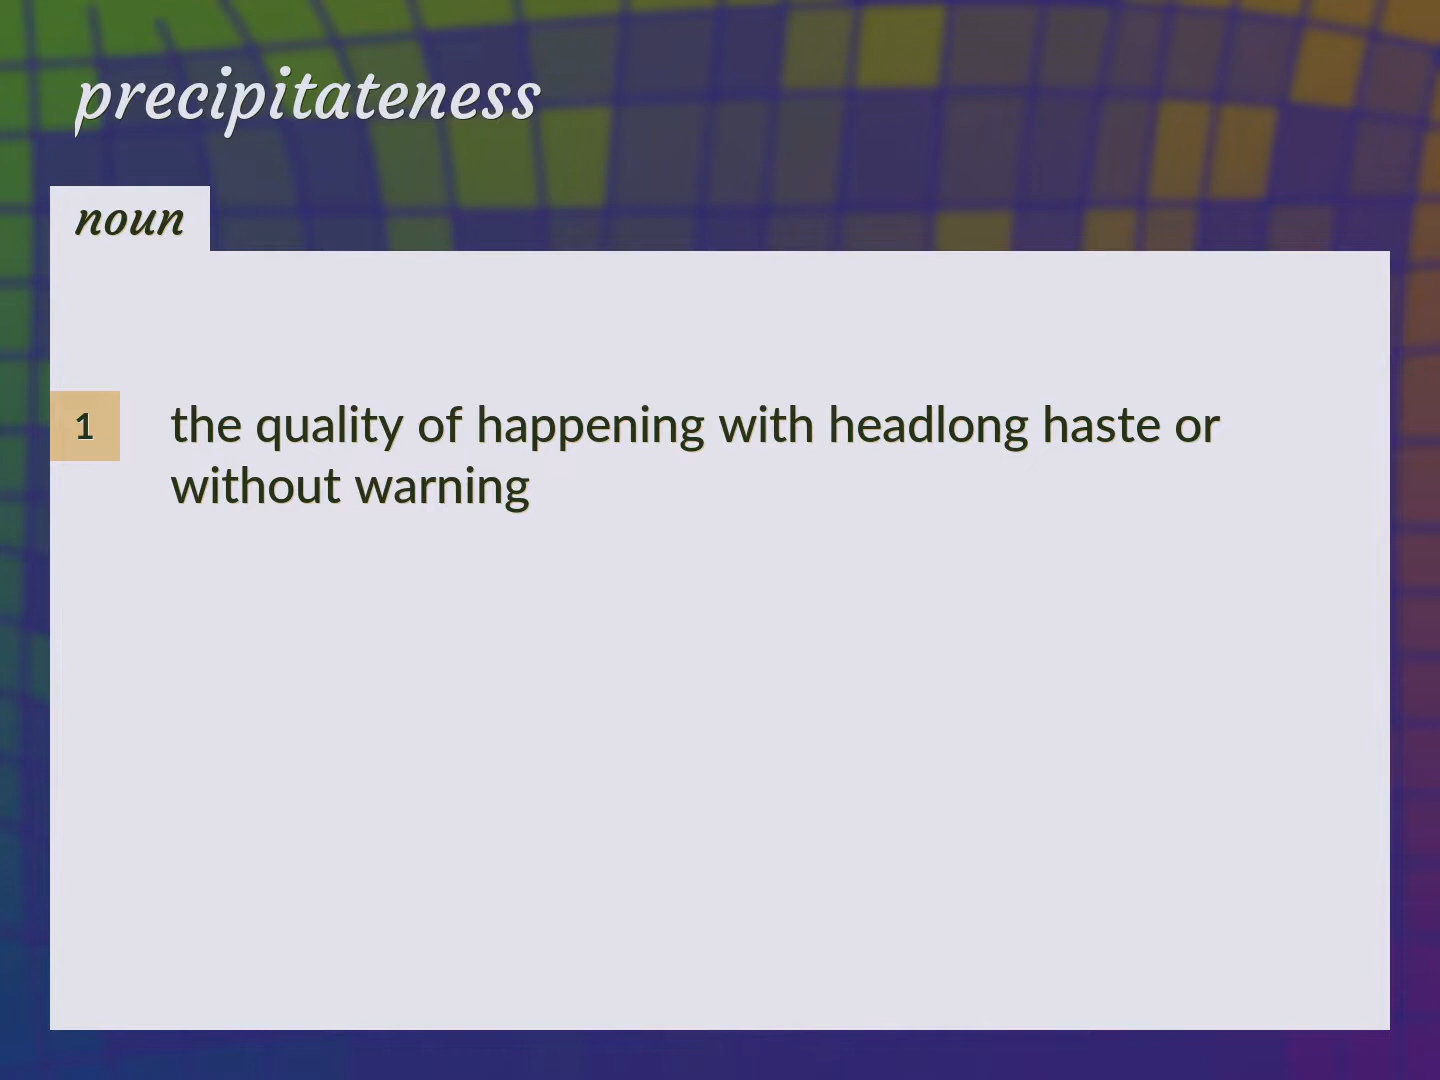 precipitateness
noun
1
the quality of happening with headlong haste or
without warning